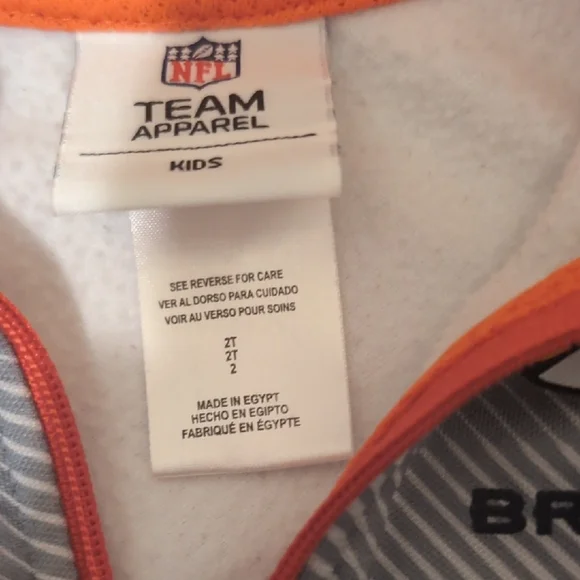 NFL
TEAM
APPAREL
KIDS
SEE REVERSE FOR CARE
VER AL DORSO PARA CUIDADO
VOIR AU VERSO POUR SOINS
2T
2T
2
MADE IN EGYPT
HECHO EN EGIPTO
FABRIQUÉ EN ÉGYPTE
BR